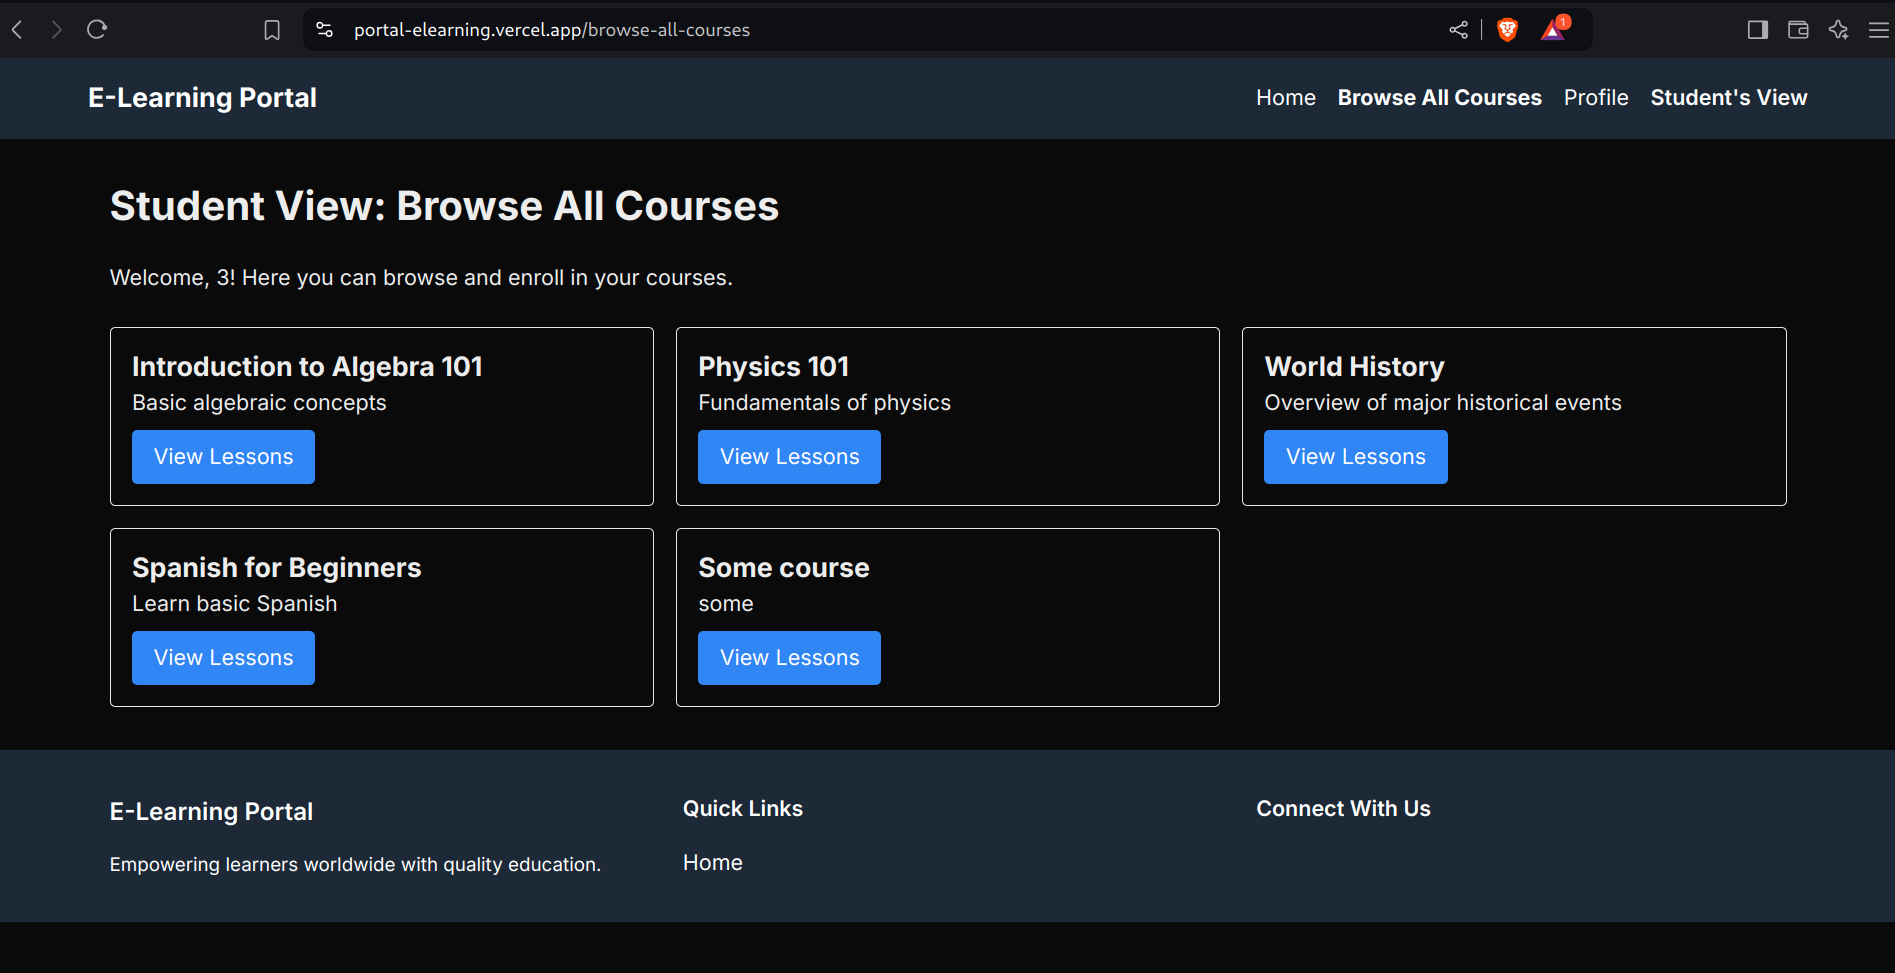 portal-elearning.vercel.app/browse-all-courses
1
E-Learning Portal
Home Browse All Courses Profile Student's View
Student View: Browse All Courses
Welcome, 3! Here you can browse and enroll in your courses.
Introduction to Algebra 101
Basic algebraic concepts
View Lessons
Physics 101
Fundamentals of physics
View Lessons
World History
Overview of major historical events
View Lessons
Spanish for Beginners
Learn basic Spanish
View Lessons
Some course
some
View Lessons
E-Learning Portal
Empowering learners worldwide with quality education.
Quick Links
Home
Connect With Us